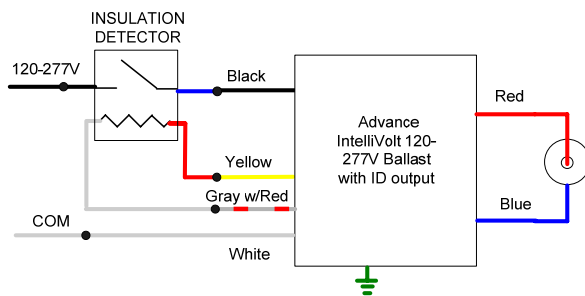 INSULATION
DETECTOR
120-277V
Black
Red
Advance
IntelliVolt 120-
277V Ballast
with ID output
Yellow
Gray w/Red
Blue
COM
White